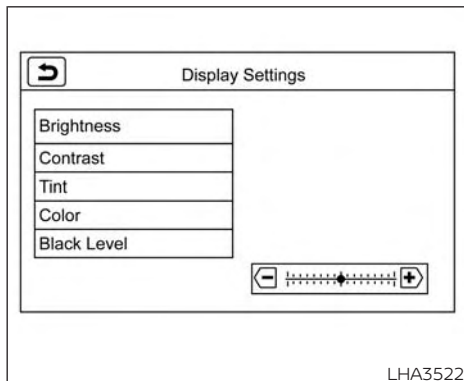 Display Settings
Brightness
Contrast
Tint
Color
Black Level
LHA3522